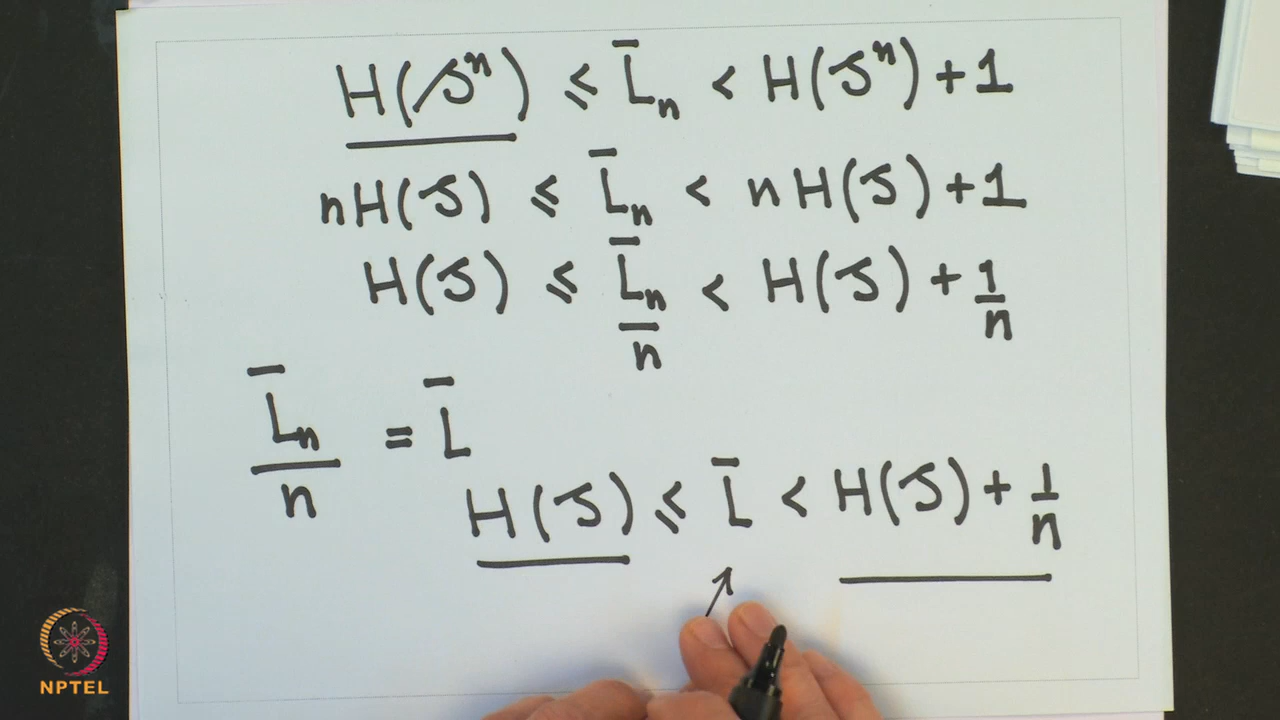 H(S^n) ≤ L̄_n < H(S^n) + 1
nH(S) ≤ L̄_n < nH(S) + 1
H(S) ≤ L̄_n/n < H(S) + 1/n
L̄_n/n = L̄
H(S) ≤ L̄ < H(S) + 1/n
NPTEL